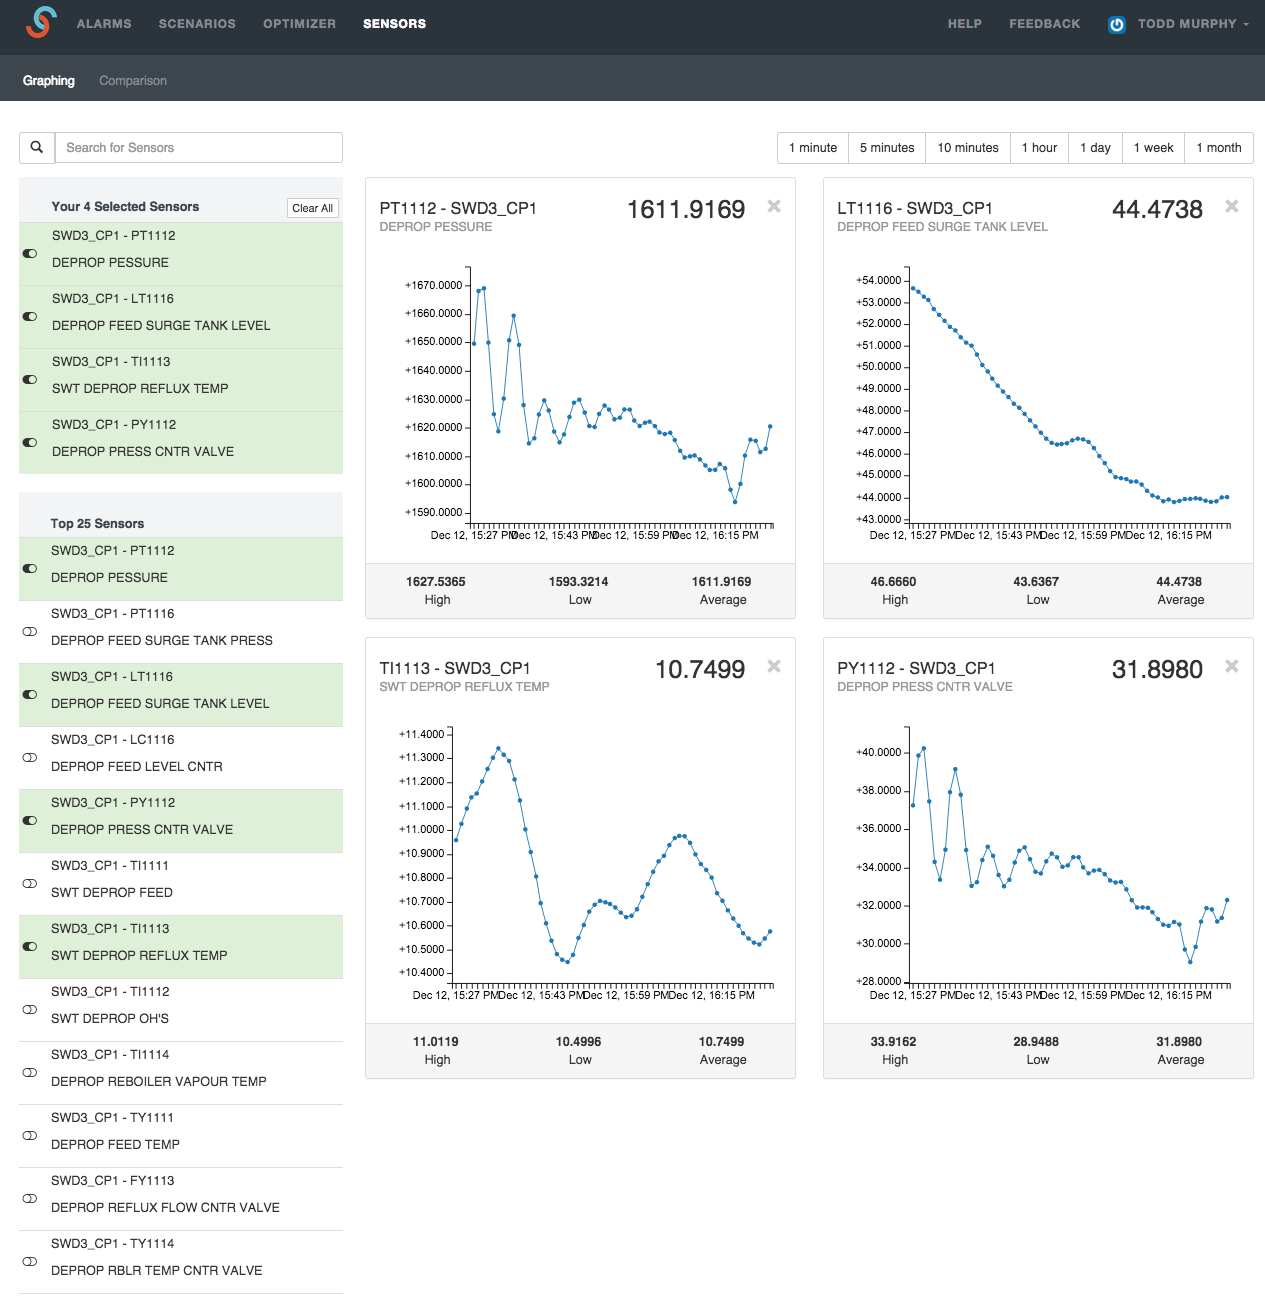 ALARMS SCENARIOS OPTIMIZER SENSORS HELP FEEDBACK TODD MURPHY
Graphing Comparison
Search for Sensors
1 minute 5 minutes 10 minutes 1 hour 1 day 1 week 1 month
Your 4 Selected Sensors Clear All
SWD3_CP1 - PT1112
DEPROP PESSURE
SWD3_CP1 - LT1116
DEPROP FEED SURGE TANK LEVEL
SWD3_CP1 - TI1113
SWT DEPROP REFLUX TEMP
SWD3_CP1 - PY1112
DEPROP PRESS CNTR VALVE
Top 25 Sensors
SWD3_CP1 - PT1112
DEPROP PESSURE
SWD3_CP1 - PT1116
DEPROP FEED SURGE TANK PRESS
SWD3_CP1 - LT1116
DEPROP FEED SURGE TANK LEVEL
SWD3_CP1 - LC1116
DEPROP FEED LEVEL CNTR
SWD3_CP1 - PY1112
DEPROP PRESS CNTR VALVE
SWD3_CP1 - TI1111
SWT DEPROP FEED
SWD3_CP1 - TI1113
SWT DEPROP REFLUX TEMP
SWD3_CP1 - TI1112
SWT DEPROP OH'S
SWD3_CP1 - TI1114
DEPROP REBOILER VAPOUR TEMP
SWD3_CP1 - TY1111
DEPROP FEED TEMP
SWD3_CP1 - FY1113
DEPROP REFLUX FLOW CNTR VALVE
SWD3_CP1 - TY1114
DEPROP RBLR TEMP CNTR VALVE
PT1112 - SWD3_CP1 1611.9169
DEPROP PESSURE
+1670.0000
+1660.0000
+1650.0000
+1640.0000
+1630.0000
+1620.0000
+1610.0000
+1600.0000
+1590.0000
Dec 12, 15:27 PM Dec 12, 15:43 PM Dec 12, 15:59 PM Dec 12, 16:15 PM
1627.5365 1593.3214 1611.9169
High Low Average
LT1116 - SWD3_CP1 44.4738
DEPROP FEED SURGE TANK LEVEL
+54.0000
+53.0000
+52.0000
+51.0000
+50.0000
+49.0000
+48.0000
+47.0000
+46.0000
+45.0000
+44.0000
+43.0000
Dec 12, 15:27 PM Dec 12, 15:43 PM Dec 12, 15:59 PM Dec 12, 16:15 PM
46.6660 43.6367 44.4738
High Low Average
TI1113 - SWD3_CP1 10.7499
SWT DEPROP REFLUX TEMP
+11.4000
+11.3000
+11.2000
+11.1000
+11.0000
+10.9000
+10.8000
+10.7000
+10.6000
+10.5000
+10.4000
Dec 12, 15:27 PM Dec 12, 15:43 PM Dec 12, 15:59 PM Dec 12, 16:15 PM
11.0119 10.4996 10.7499
High Low Average
PY1112 - SWD3_CP1 31.8980
DEPROP PRESS CNTR VALVE
+40.0000
+38.0000
+36.0000
+34.0000
+32.0000
+30.0000
+28.0000
Dec 12, 15:27 PM Dec 12, 15:43 PM Dec 12, 15:59 PM Dec 12, 16:15 PM
33.9162 28.9488 31.8980
High Low Average